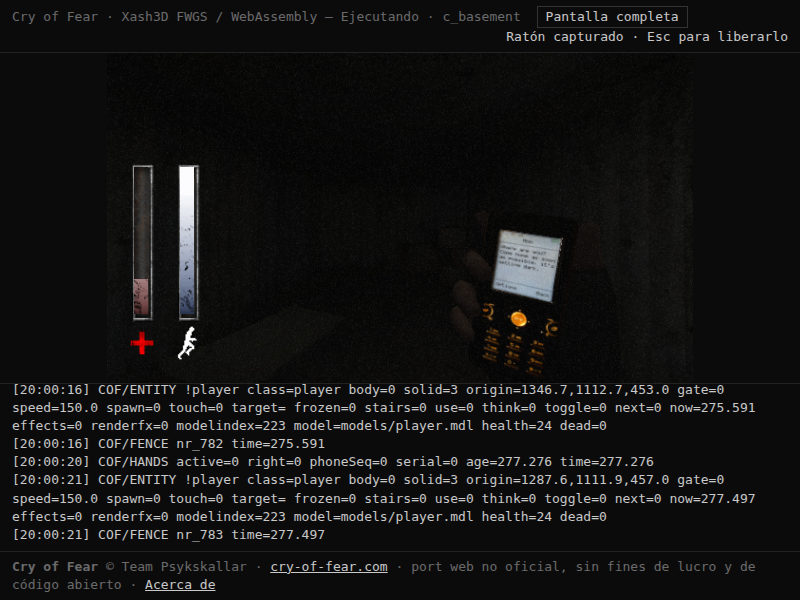 Cry of Fear · Xash3D FWGS / WebAssembly — Ejecutando · c_basement
Pantalla completa
Ratón capturado · Esc para liberarlo
[20:00:16] COF/ENTITY !player class=player body=0 solid=3 origin=1346.7,1112.7,453.0 gate=0
speed=150.0 spawn=0 touch=0 target= frozen=0 stairs=0 use=0 think=0 toggle=0 next=0 now=275.591
effects=0 renderfx=0 modelindex=223 model=models/player.mdl health=24 dead=0
[20:00:16] COF/FENCE nr_782 time=275.591
[20:00:20] COF/HANDS active=0 right=0 phoneSeq=0 serial=0 age=277.276 time=277.276
[20:00:21] COF/ENTITY !player class=player body=0 solid=3 origin=1287.6,1111.9,457.0 gate=0
speed=150.0 spawn=0 touch=0 target= frozen=0 stairs=0 use=0 think=0 toggle=0 next=0 now=277.497
effects=0 renderfx=0 modelindex=223 model=models/player.mdl health=24 dead=0
[20:00:21] COF/FENCE nr_783 time=277.497
Cry of Fear © Team Psykskallar · cry-of-fear.com · port web no oficial, sin fines de lucro y de
código abierto · Acerca de